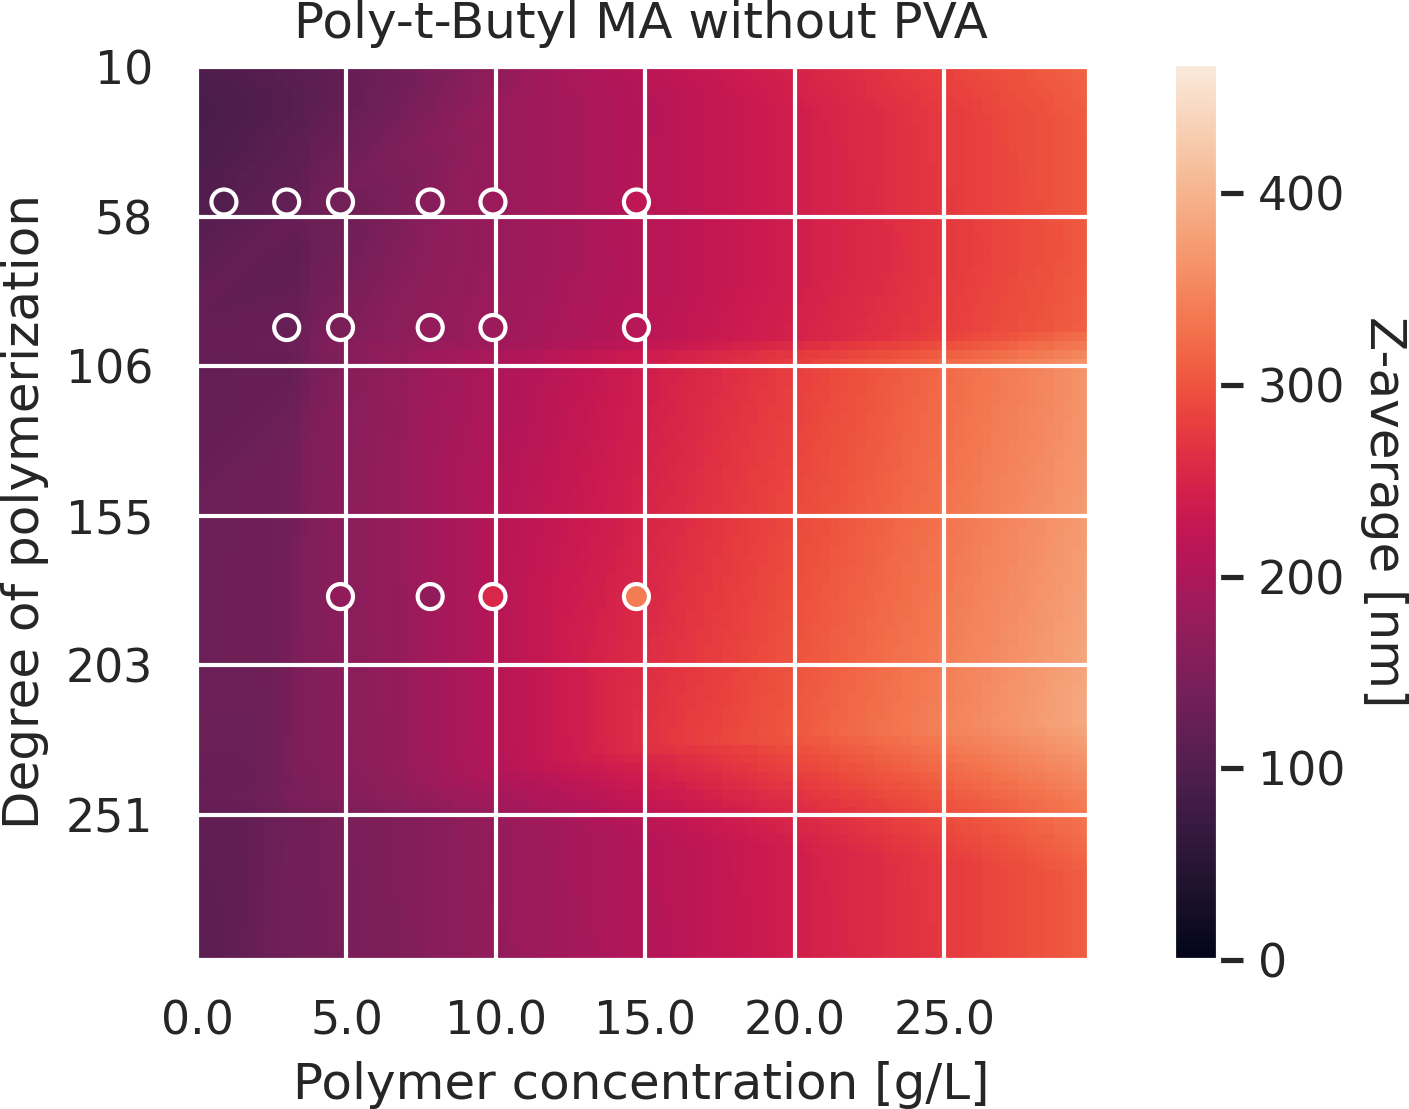 Poly-t-Butyl MA without PVA
10
58
106
155
203
251
Degree of polymerization
0.0 5.0 10.0 15.0 20.0 25.0
Polymer concentration [g/L]
400
300
200
100
0
Z-average [nm]